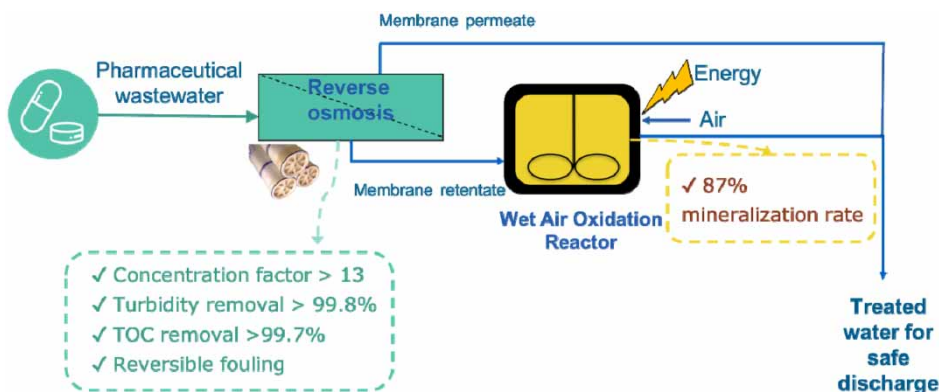 Membrane permeate
Pharmaceutical
wastewater
Reverse
osmosis
Energy
Air
Membrane retentate
Wet Air Oxidation
Reactor
✓ 87%
mineralization rate
✓ Concentration factor > 13
✓ Turbidity removal > 99.8%
✓ TOC removal >99.7%
✓ Reversible fouling
Treated
water for
safe
discharge